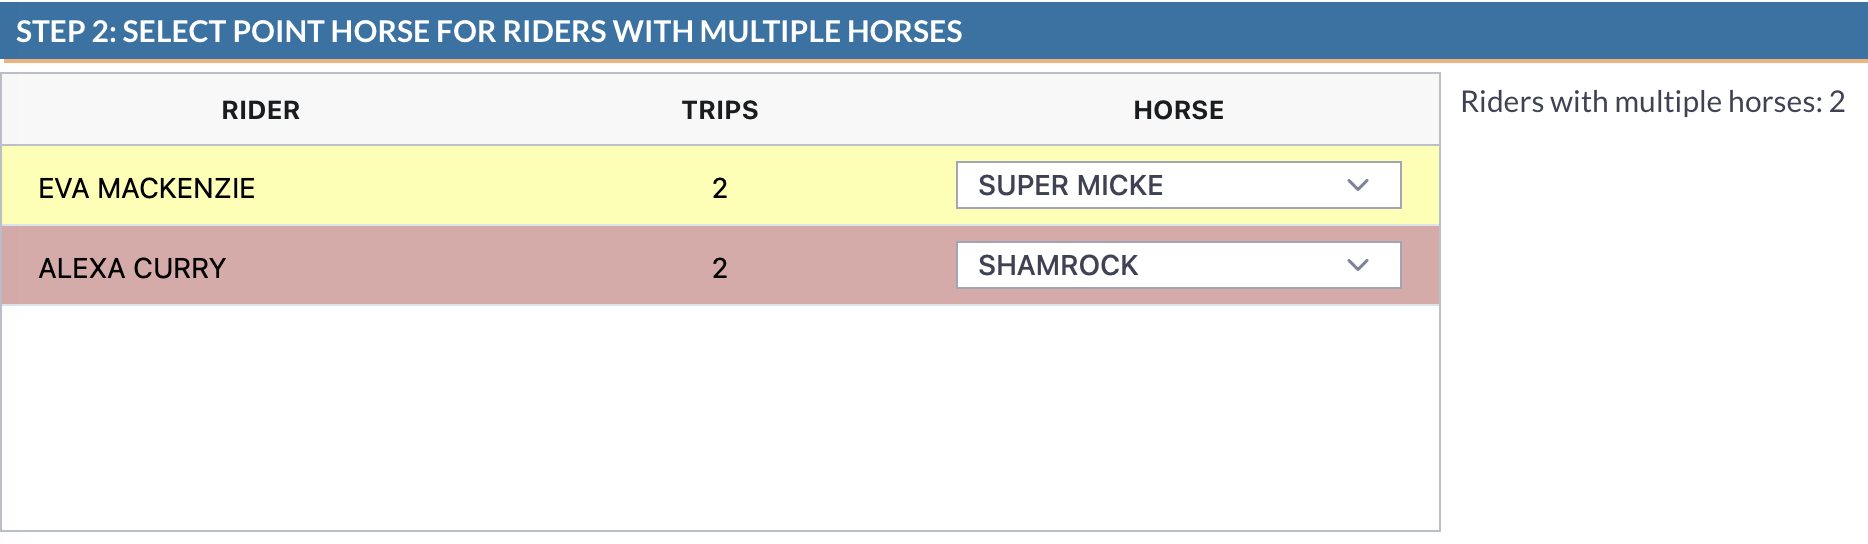 STEP 2: SELECT POINT HORSE FOR RIDERS WITH MULTIPLE HORSES
RIDER TRIPS HORSE
Riders with multiple horses: 2
EVA MACKENZIE 2 SUPER MICKE
ALEXA CURRY 2 SHAMROCK